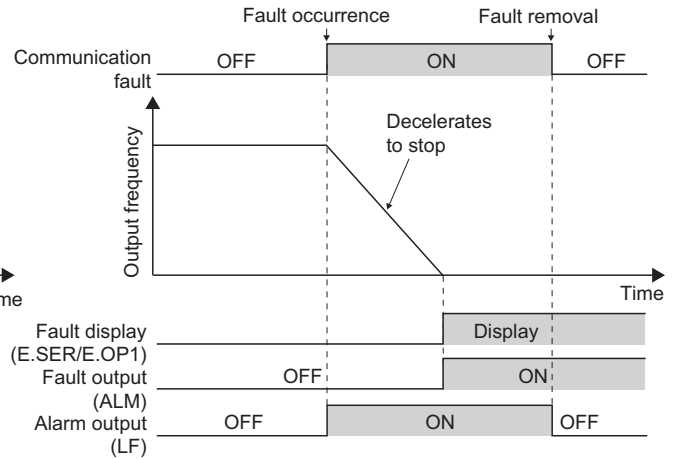 Fault occurrence
Fault removal
Communication
fault
OFF
ON
OFF
Decelerates
to stop
Output frequency
Time
me
Fault display
(E.SER/E.OP1)
Display
Fault output
(ALM)
OFF
ON
Alarm output
(LF)
OFF
ON
OFF